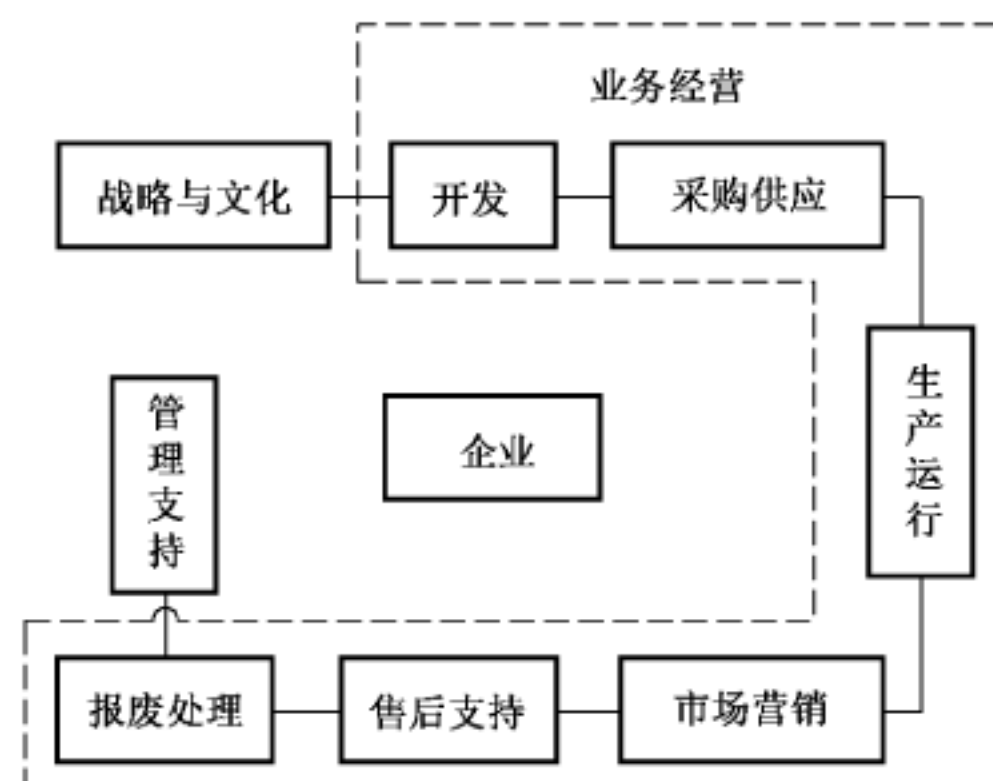 业务经营
战略与文化
开发
采购供应
生产运行
管理支持
企业
报废处理
售后支持
市场营销